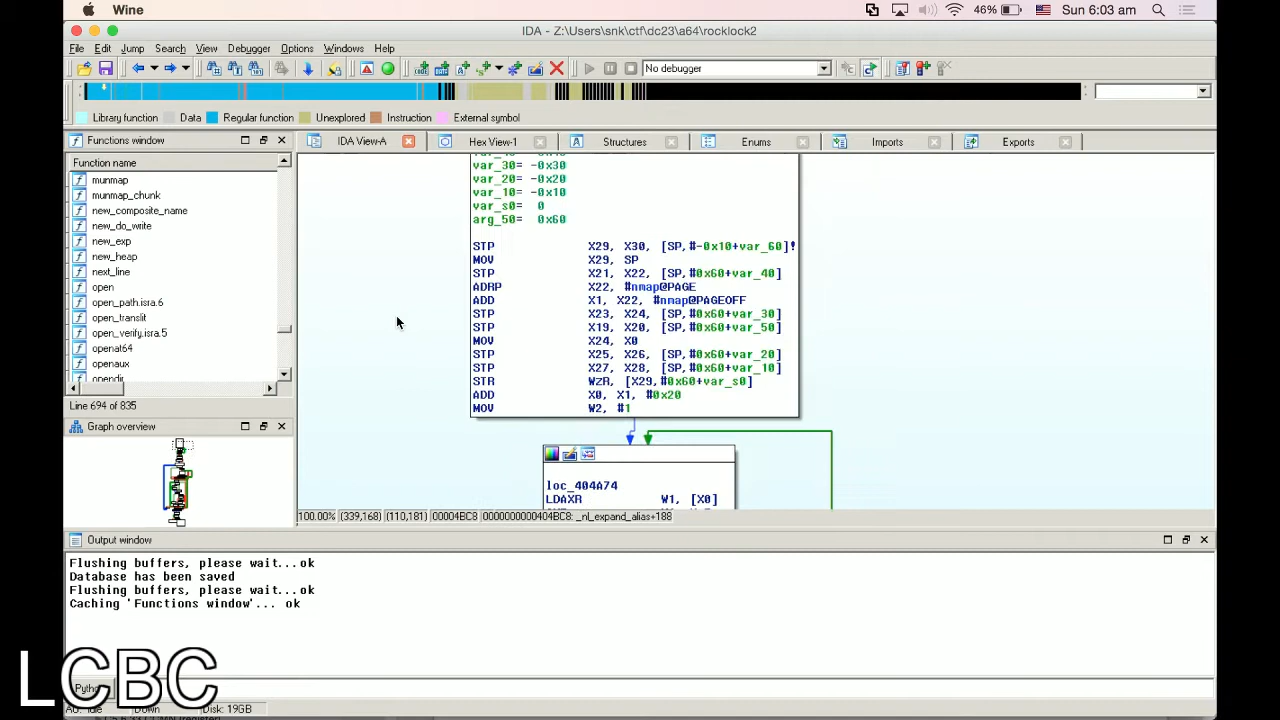 Wine 46% Sun 6:03 am
IDA - Z:\Users\snk\ctf\dc23\a64\rocklock2
File Edit Jump Search View Debugger Options Windows Help
No debugger
Library function Data Regular function Unexplored Instruction External symbol
Functions window
IDA View-A Hex View-1 Structures Enums Imports Exports
Function name
munmap
munmap_chunk
new_composite_name
new_do_write
new_exp
new_heap
next_line
open
open_path.isra.6
open_translit
open_verify.isra.5
openat64
openaux
opendir
Line 694 of 835
Graph overview
var_30= -0x30
var_20= -0x20
var_10= -0x10
var_s0= 0
arg_50= 0x60
STP X29, X30, [SP,#-0x10+var_60]!
MOV X29, SP
STP X21, X22, [SP,#0x60+var_40]
ADRP X22, #nmap@PAGE
ADD X1, X22, #nmap@PAGEOFF
STP X23, X24, [SP,#0x60+var_30]
STP X19, X20, [SP,#0x60+var_50]
MOV X24, X0
STP X25, X26, [SP,#0x60+var_20]
STP X27, X28, [SP,#0x60+var_10]
STR WZR, [X29,#0x60+var_s0]
ADD X0, X1, #0x20
MOV W2, #1
loc_404A74
LDAXR W1, [X0]
100.00% (339,168) (110,181) 00004BC8 0000000000404BC8: _nl_expand_alias+188
Output window
Flushing buffers, please wait...ok
Database has been saved
Flushing buffers, please wait...ok
Caching 'Functions window'... ok
LCBC
Disk: 19GB